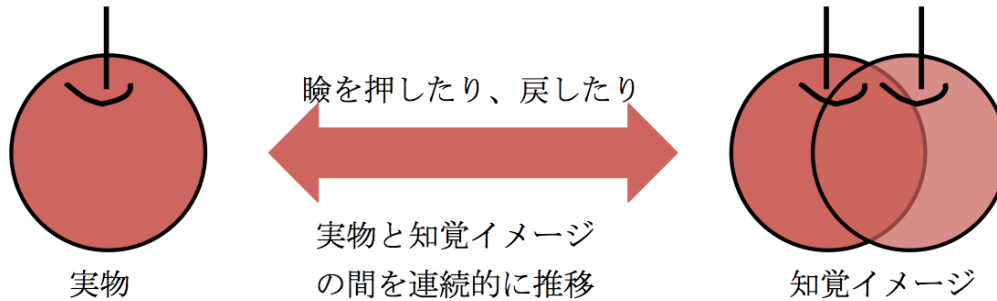 瞼を押したり、戻したり
実物と知覚イメージ
の間を連続的に推移
実物
知覚イメージ